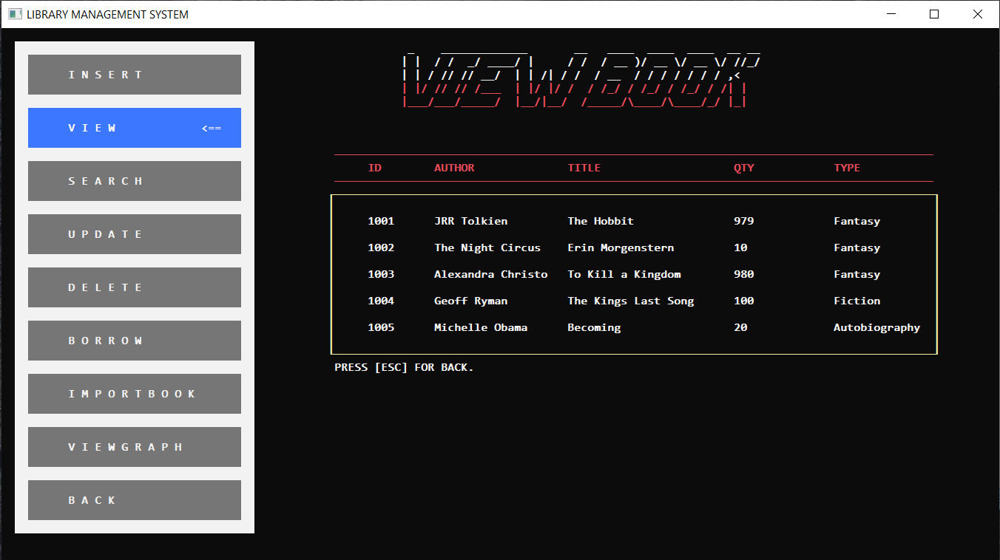 LIBRARY MANAGEMENT SYSTEM
I N S E R T
V I E W <==
S E A R C H
U P D A T E
D E L E T E
B O R R O W
I M P O R T B O O K
V I E W G R A P H
B A C K
VIEW BOOK
ID AUTHOR TITLE QTY TYPE
1001 JRR Tolkien The Hobbit 979 Fantasy
1002 The Night Circus Erin Morgenstern 10 Fantasy
1003 Alexandra Christo To Kill a Kingdom 980 Fantasy
1004 Geoff Ryman The Kings Last Song 100 Fiction
1005 Michelle Obama Becoming 20 Autobiography
PRESS [ESC] FOR BACK.